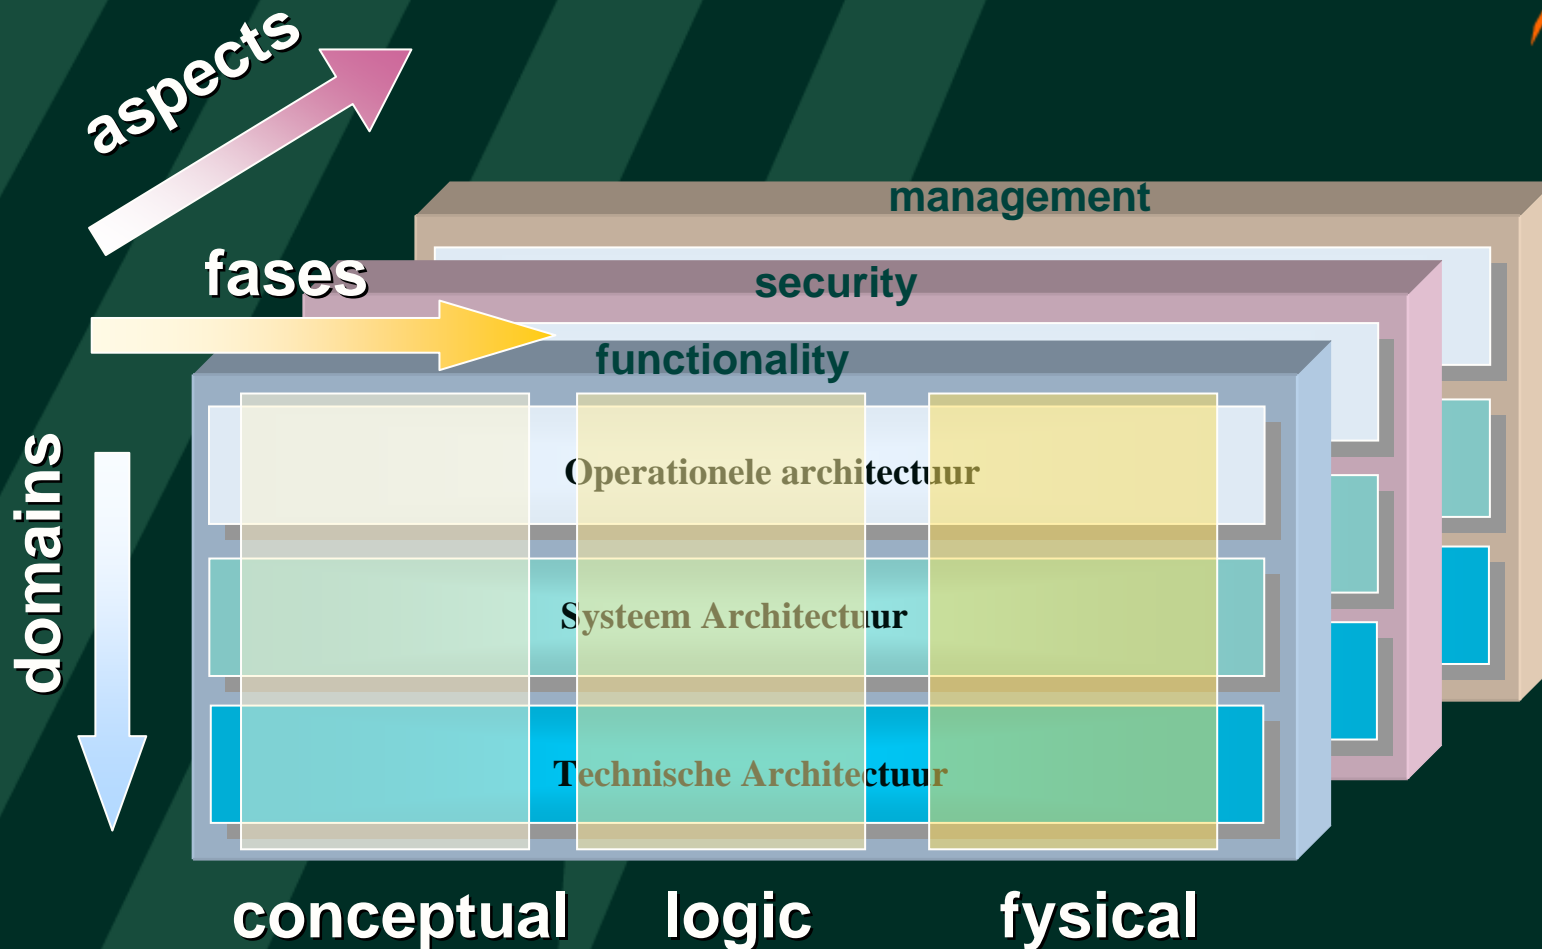 aspects
management
fases
security
functionality
domains
Operationele architectuur
Systeem Architectuur
Technische Architectuur
conceptual
logic
fysical